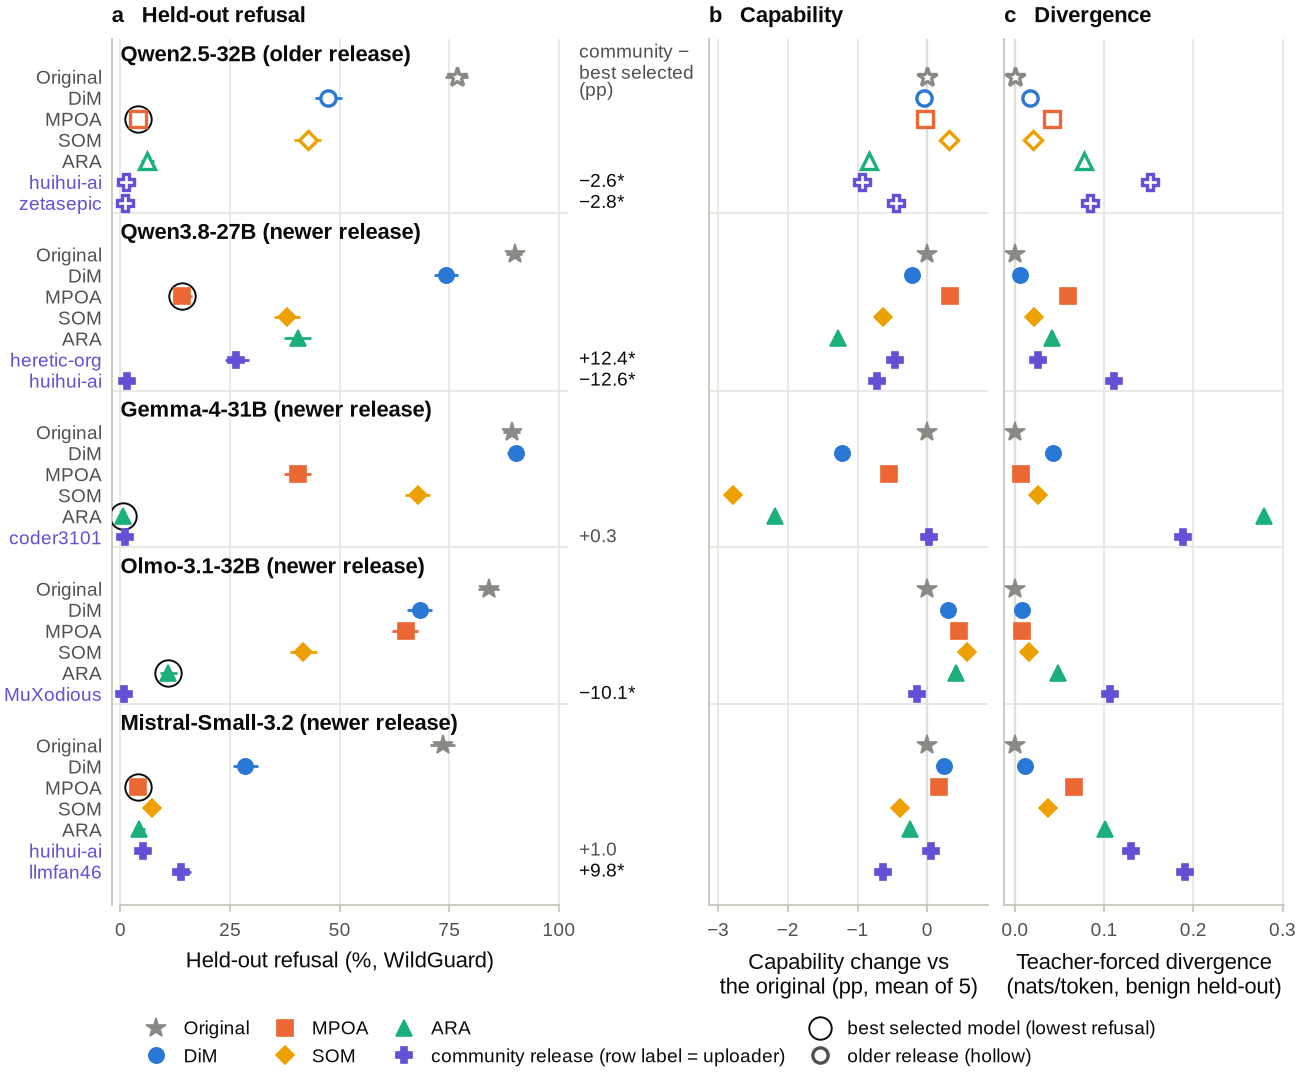 a Held-out refusal
b Capability
c Divergence
community −
best selected
(pp)
Qwen2.5-32B (older release)
Original
DiM
MPOA
SOM
ARA
huihui-ai −2.6*
zetasepic −2.8*
Qwen3.8-27B (newer release)
Original
DiM
MPOA
SOM
ARA
heretic-org +12.4*
huihui-ai −12.6*
Gemma-4-31B (newer release)
Original
DiM
MPOA
SOM
ARA
coder3101 +0.3
Olmo-3.1-32B (newer release)
Original
DiM
MPOA
SOM
ARA
MuXodious −10.1*
Mistral-Small-3.2 (newer release)
Original
DiM
MPOA
SOM
ARA
huihui-ai +1.0
llmfan46 +9.8*
0 25 50 75 100
Held-out refusal (%, WildGuard)
−3 −2 −1 0
Capability change vs
the original (pp, mean of 5)
0.0 0.1 0.2 0.3
Teacher-forced divergence
(nats/token, benign held-out)
Original MPOA ARA best selected model (lowest refusal)
DiM SOM community release (row label = uploader) older release (hollow)